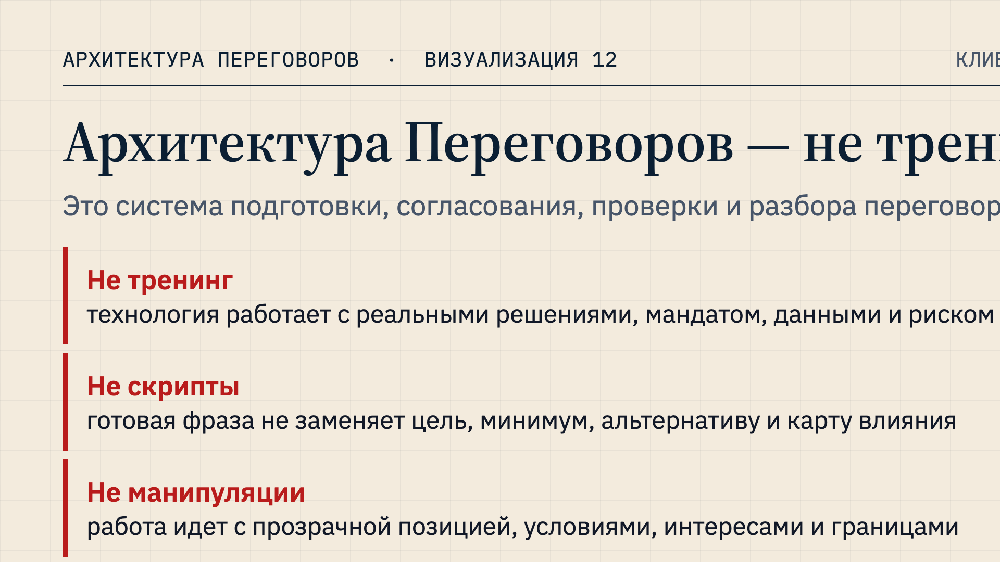 АРХИТЕКТУРА ПЕРЕГОВОРОВ · ВИЗУАЛИЗАЦИЯ 12
Архитектура Переговоров — не
Это система подготовки, согласования, проверки и разбора
Не тренинг
технология работает с реальными решениями, мандатом, данными и риском
Не скрипты
готовая фраза не заменяет цель, минимум, альтернативу и карту влияния
Не манипуляции
работа идет с прозрачной позицией, условиями, интересами и границами